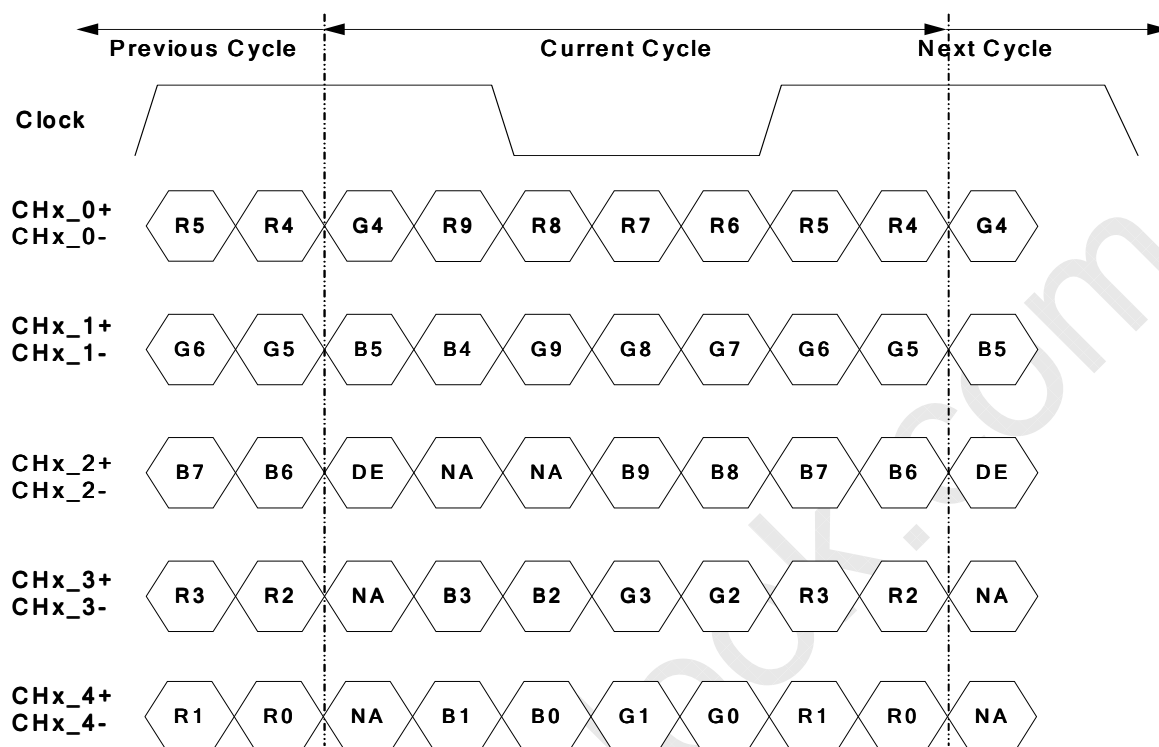 Previous Cycle Current Cycle Next Cycle
Clock
CHx_0+
CHx_0-
R5 R4 G4 R9 R8 R7 R6 R5 R4 G4
CHx_1+
CHx_1-
G6 G5 B5 B4 G9 G8 G7 G6 G5 B5
CHx_2+
CHx_2-
B7 B6 DE NA NA B9 B8 B7 B6 DE
CHx_3+
CHx_3-
R3 R2 NA B3 B2 G3 G2 R3 R2 NA
CHx_4+
CHx_4-
R1 R0 NA B1 B0 G1 G0 R1 R0 NA
ock.com